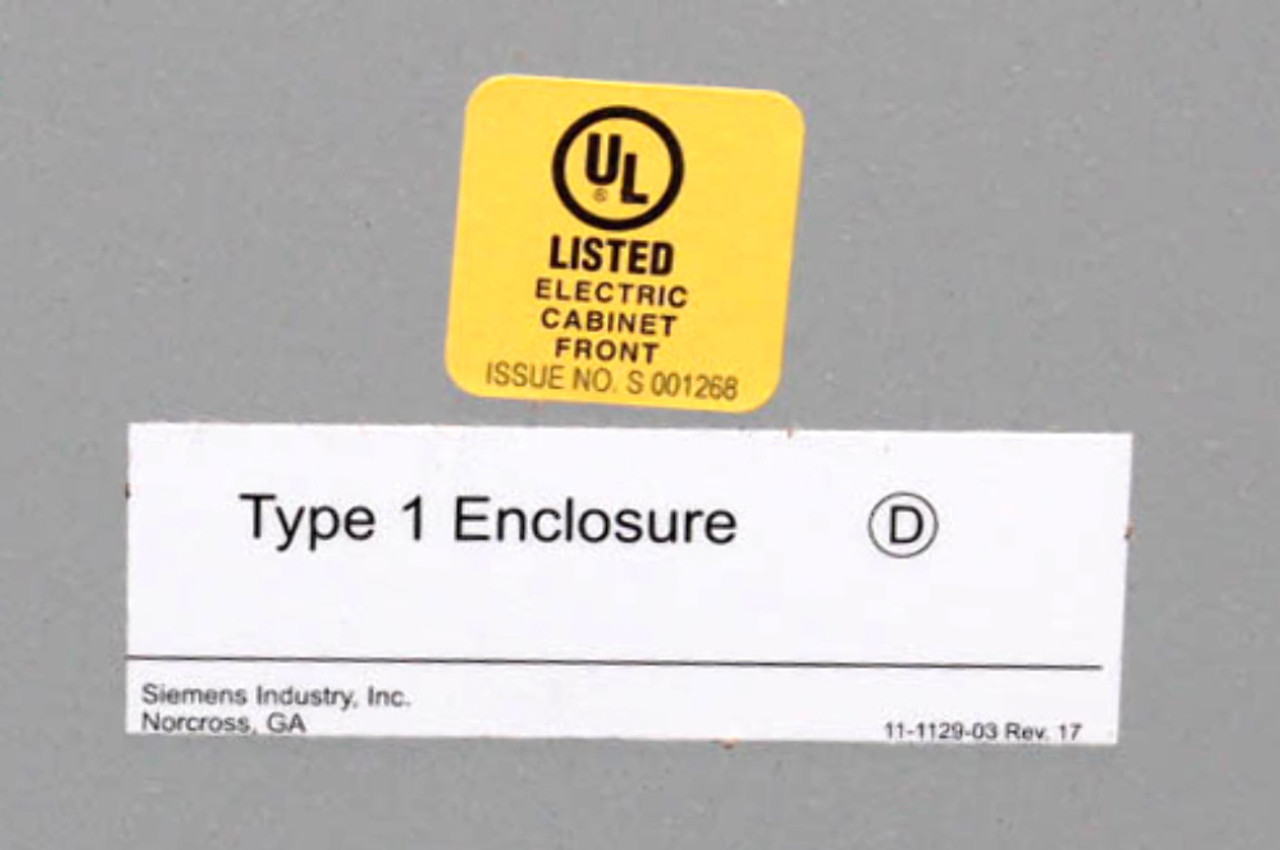 UL
®
LISTED
ELECTRIC
CABINET
FRONT
ISSUE NO. S 001268
Type 1 Enclosure D
Siemens Industry, Inc.
Norcross, GA
11-1129-03 Rev. 17